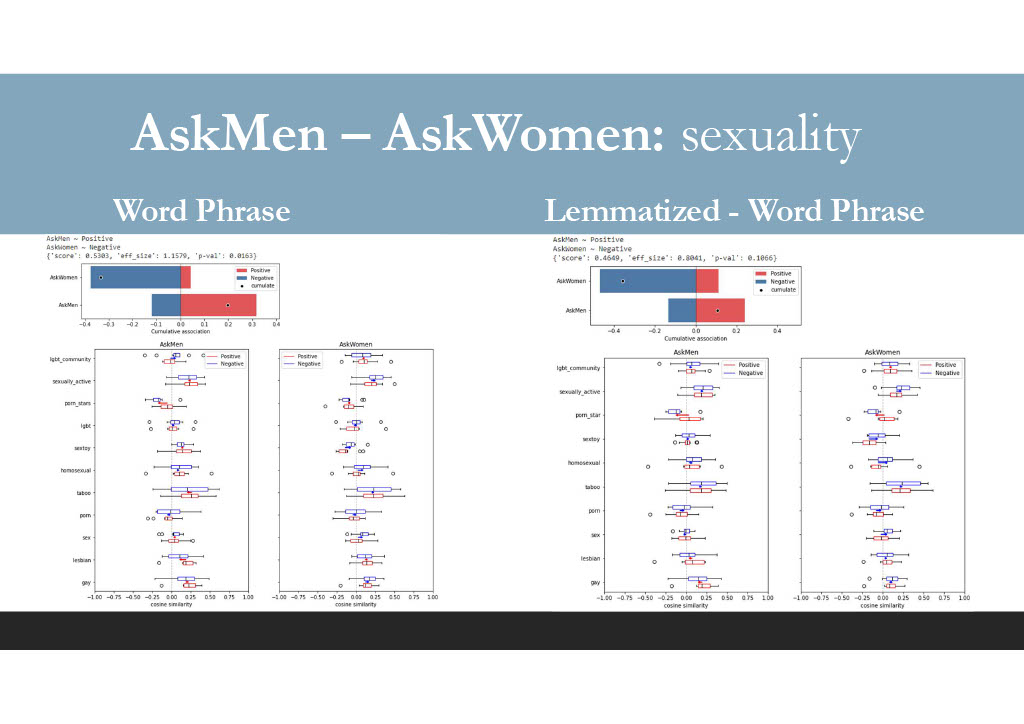 AskMen – AskWomen: sexuality
Word Phrase
Lemmatized - Word Phrase
AskMen ~ Positive
AskWomen ~ Negative
{'score': 0.5303, 'eff_size': 1.1579, 'p-val': 0.0163}
AskWomen
AskMen
Positive
Negative
cumulate
−0.4 −0.3 −0.2 −0.1 0.0 0.1 0.2 0.3 0.4
Cumulative association
AskMen
AskWomen
Positive
Negative
Positive
Negative
lgbt_community
sexually_active
porn_stars
lgbt
sextoy
homosexual
taboo
porn
sex
lesbian
gay
−1.00 −0.75 −0.50 −0.25 0.00 0.25 0.50 0.75 1.00
cosine similarity
−1.00 −0.75 −0.50 −0.25 0.00 0.25 0.50 0.75 1.00
cosine similarity
AskMen ~ Positive
AskWomen ~ Negative
{'score': 0.4649, 'eff_size': 0.8041, 'p-val': 0.1066}
AskWomen
AskMen
Positive
Negative
cumulate
−0.4 −0.2 0.0 0.2 0.4
Cumulative association
AskMen
AskWomen
Positive
Negative
Positive
Negative
lgbt_community
sexually_active
porn_star
sextoy
homosexual
taboo
porn
sex
lesbian
gay
−1.00 −0.75 −0.50 −0.25 0.00 0.25 0.50 0.75 1.00
cosine similarity
−1.00 −0.75 −0.50 −0.25 0.00 0.25 0.50 0.75 1.00
cosine similarity